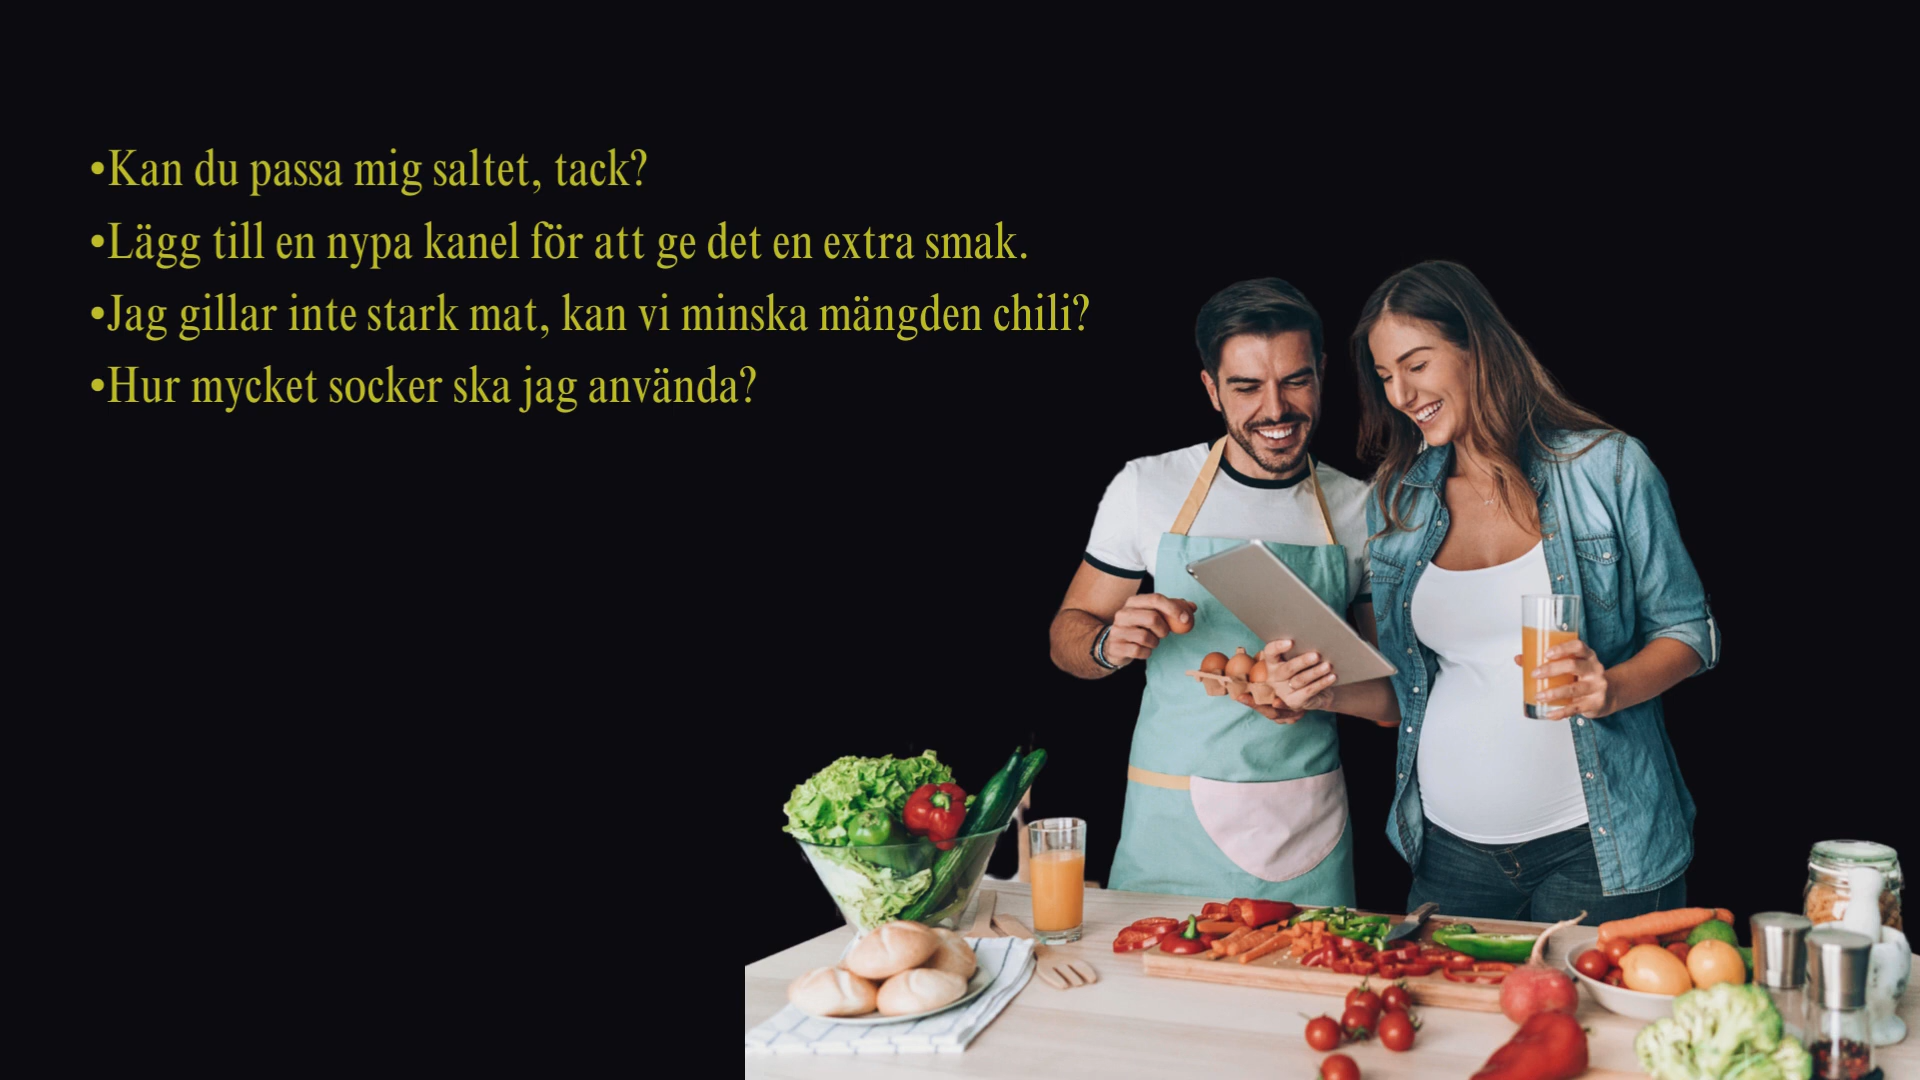 •Kan du passa mig saltet, tack?
•Lägg till en nypa kanel för att ge det en extra smak.
•Jag gillar inte stark mat, kan vi minska mängden chili?
•Hur mycket socker ska jag använda?